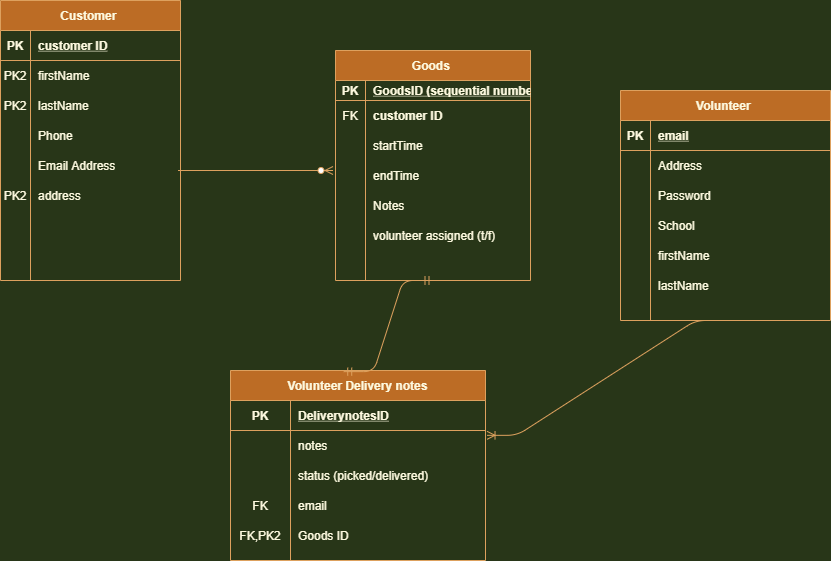 Customer
PK customer ID
PK2 firstName
PK2 lastName
Phone
Email Address
PK2 address
Goods
PK GoodsID (sequential numbe
FK customer ID
startTime
endTime
Notes
volunteer assigned (t/f)
Volunteer
PK email
Address
Password
School
firstName
lastName
Volunteer Delivery notes
PK DeliverynotesID
notes
status (picked/delivered)
FK email
FK,PK2 Goods ID